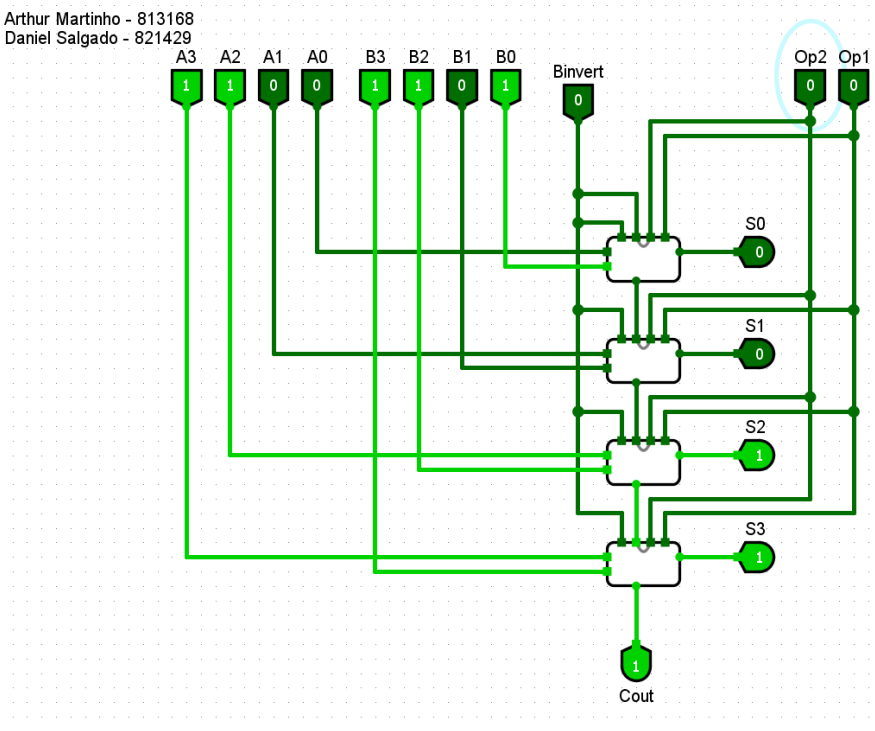 Arthur Martinho - 813168
Daniel Salgado - 821429
A3 A2 A1 A0 B3 B2 B1 B0 Binvert Op2 Op1
1 1 0 0 1 1 0 1 0 0 0
S0
0
S1
0
S2
1
S3
1
1
Cout